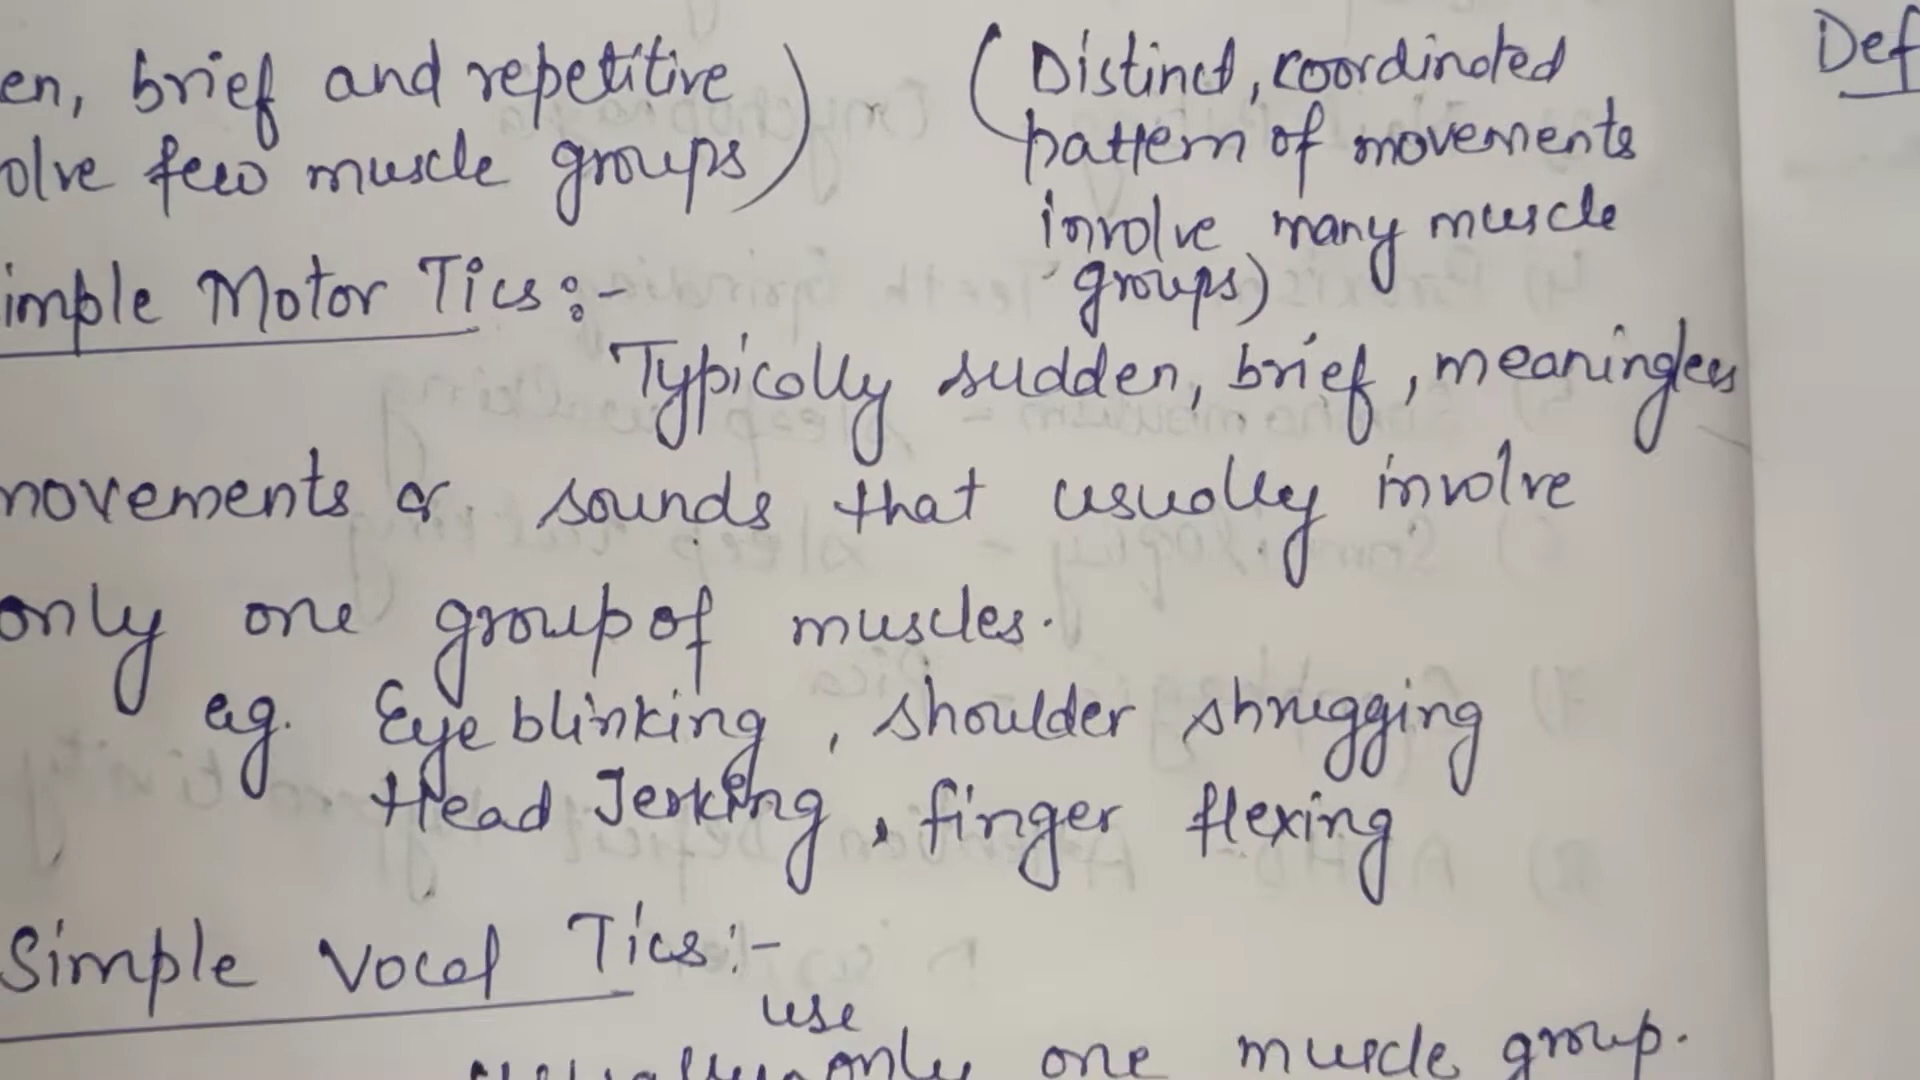 en, brief and repetitive
olve few muscle groups)
(Distinct, coordinated
pattern of movements
involve many muscle
groups)
imple Motor Tics :-
Typically sudden, brief, meaningless
movements or sounds that usually involve
only one group of muscles.
eg. Eye blinking, shoulder shrugging
Head Jerking, finger flexing
Simple Vocal Tics :-
use
usually only one muscle group.
Def